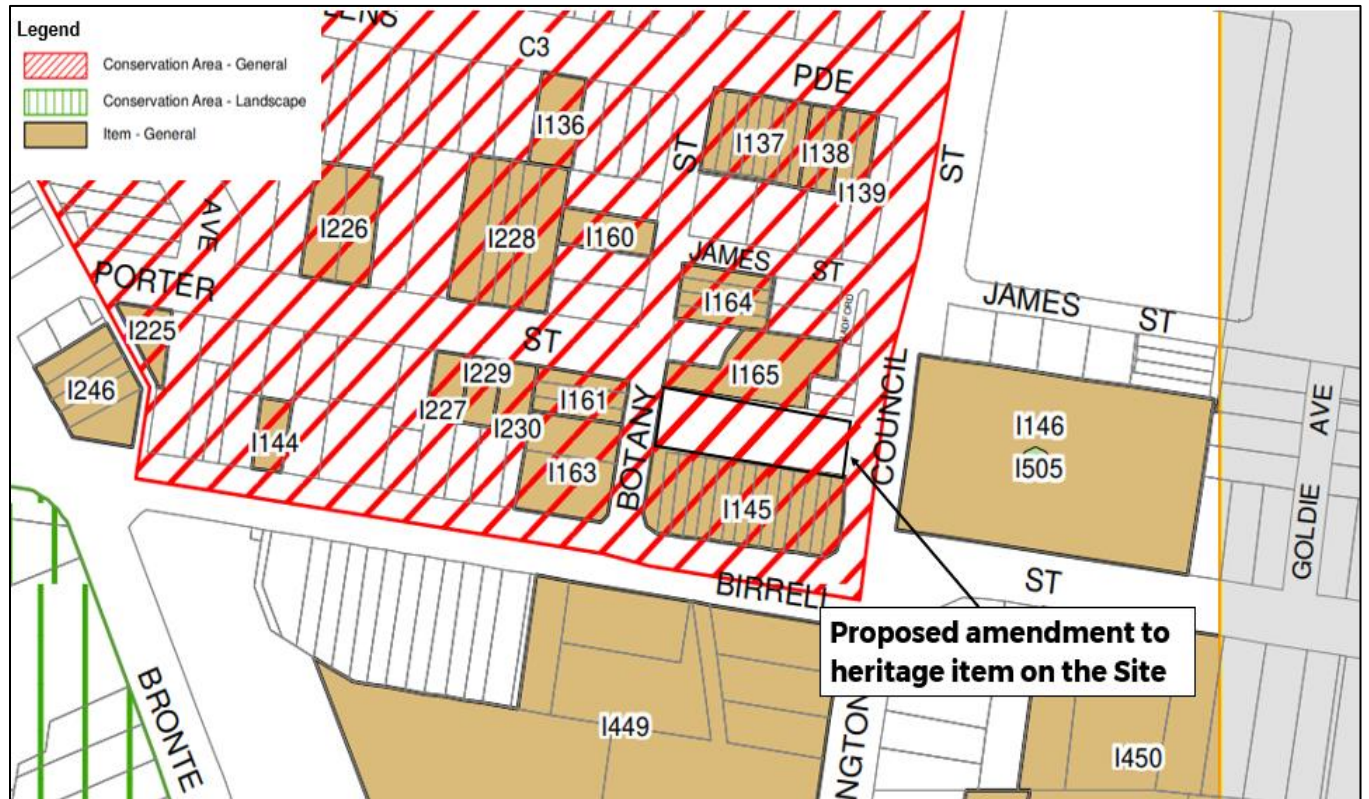 Legend
Conservation Area - General
Conservation Area - Landscape
Item - General
ENS
C3
PDE
I136
I137
I138
ST
ST
I139
AVE
I226
I228
I160
JAMES
ST
PORTER
I164
JAMES
ST
I225
ST
I165
COUNCIL
I246
I229
I161
I227
I230
BOTANY
I146
AVE
I144
I505
I163
I145
GOLDIE
BIRRELL
ST
Proposed amendment to
heritage item on the Site
BRONTE
I449
NGTON
I450